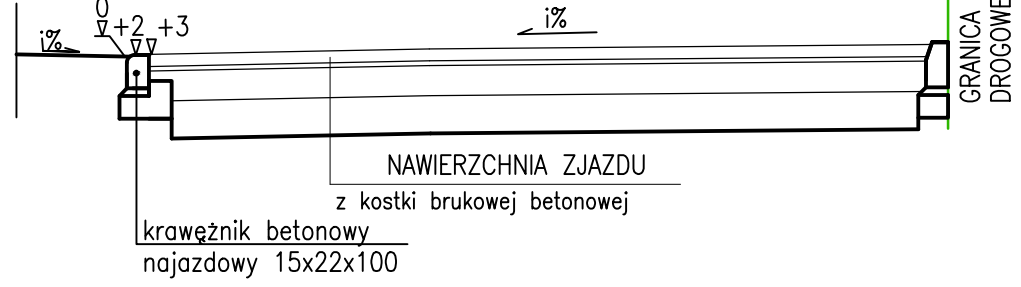 0
+2 +3
i%
i%
GRANICA
DROGOWE
NAWIERZCHNIA ZJAZDU
z kostki brukowej betonowej
krawężnik betonowy
najazdowy 15x22x100